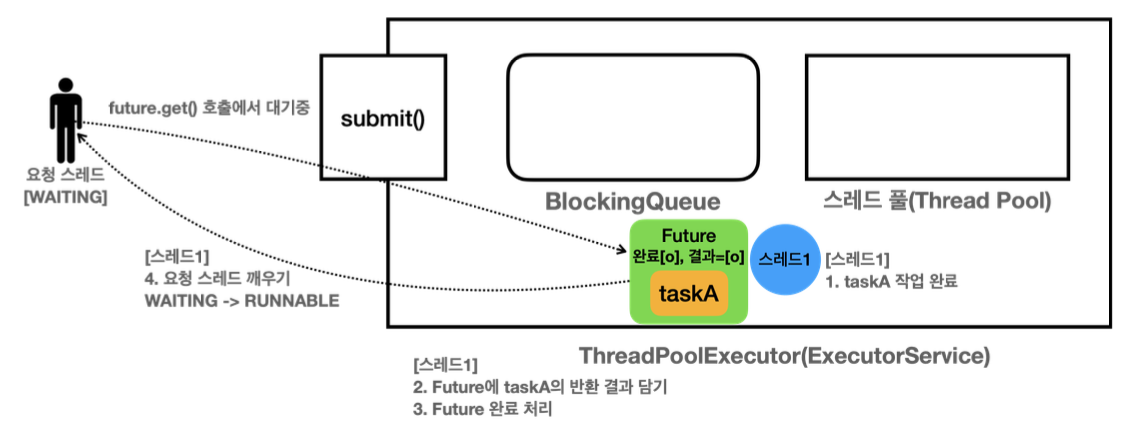 future.get() 호출에서 대기중
submit()
요청 스레드
[WAITING]
BlockingQueue
스레드 풀(Thread Pool)
Future
완료[o], 결과=[o]
taskA
스레드1
[스레드1]
1. taskA 작업 완료
[스레드1]
4. 요청 스레드 깨우기
WAITING -> RUNNABLE
ThreadPoolExecutor(ExecutorService)
[스레드1]
2. Future에 taskA의 반환 결과 담기
3. Future 완료 처리